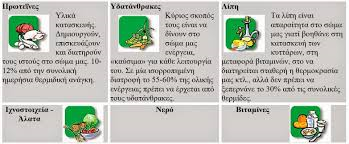 Πρωτεΐνες
Υλικά
κατασκευής.
Δημιουργούν,
επισκευάζουν
και διατηρούν
τους ιστούς στο σώμα μας. 10-
12% από την συνολική
ημερήσια θερμιδική ανάγκη.
Υδατάνθρακες
Κύριος σκοπός
τους είναι να
δίνουν στο
σώμα μας
ενέργεια,
«καύσιμο» για κάθε λειτουργία
του. Σε μία ισορροπημένη
διατροφή το 55-60% της ολικής
ενέργειας πρέπει να έρχεται από
τους υδατάνθρακες.
Λίπη
Τα λίπη είναι
απαραίτητα στο σώμα
μας γιατί βοηθάνε στη
κατασκευή των
κυττάρων, στη
μεταφορά βιταμινών, στο να
διατηρείται σταθερή η θερμοκρασία
μας κτλ., αλλά δεν πρέπει να
ξεπερνάνε το 30% από τις συνολικές
θερμίδες.
Ιχνοστοιχεία -
Άλατα
Νερό
Βιταμίνες